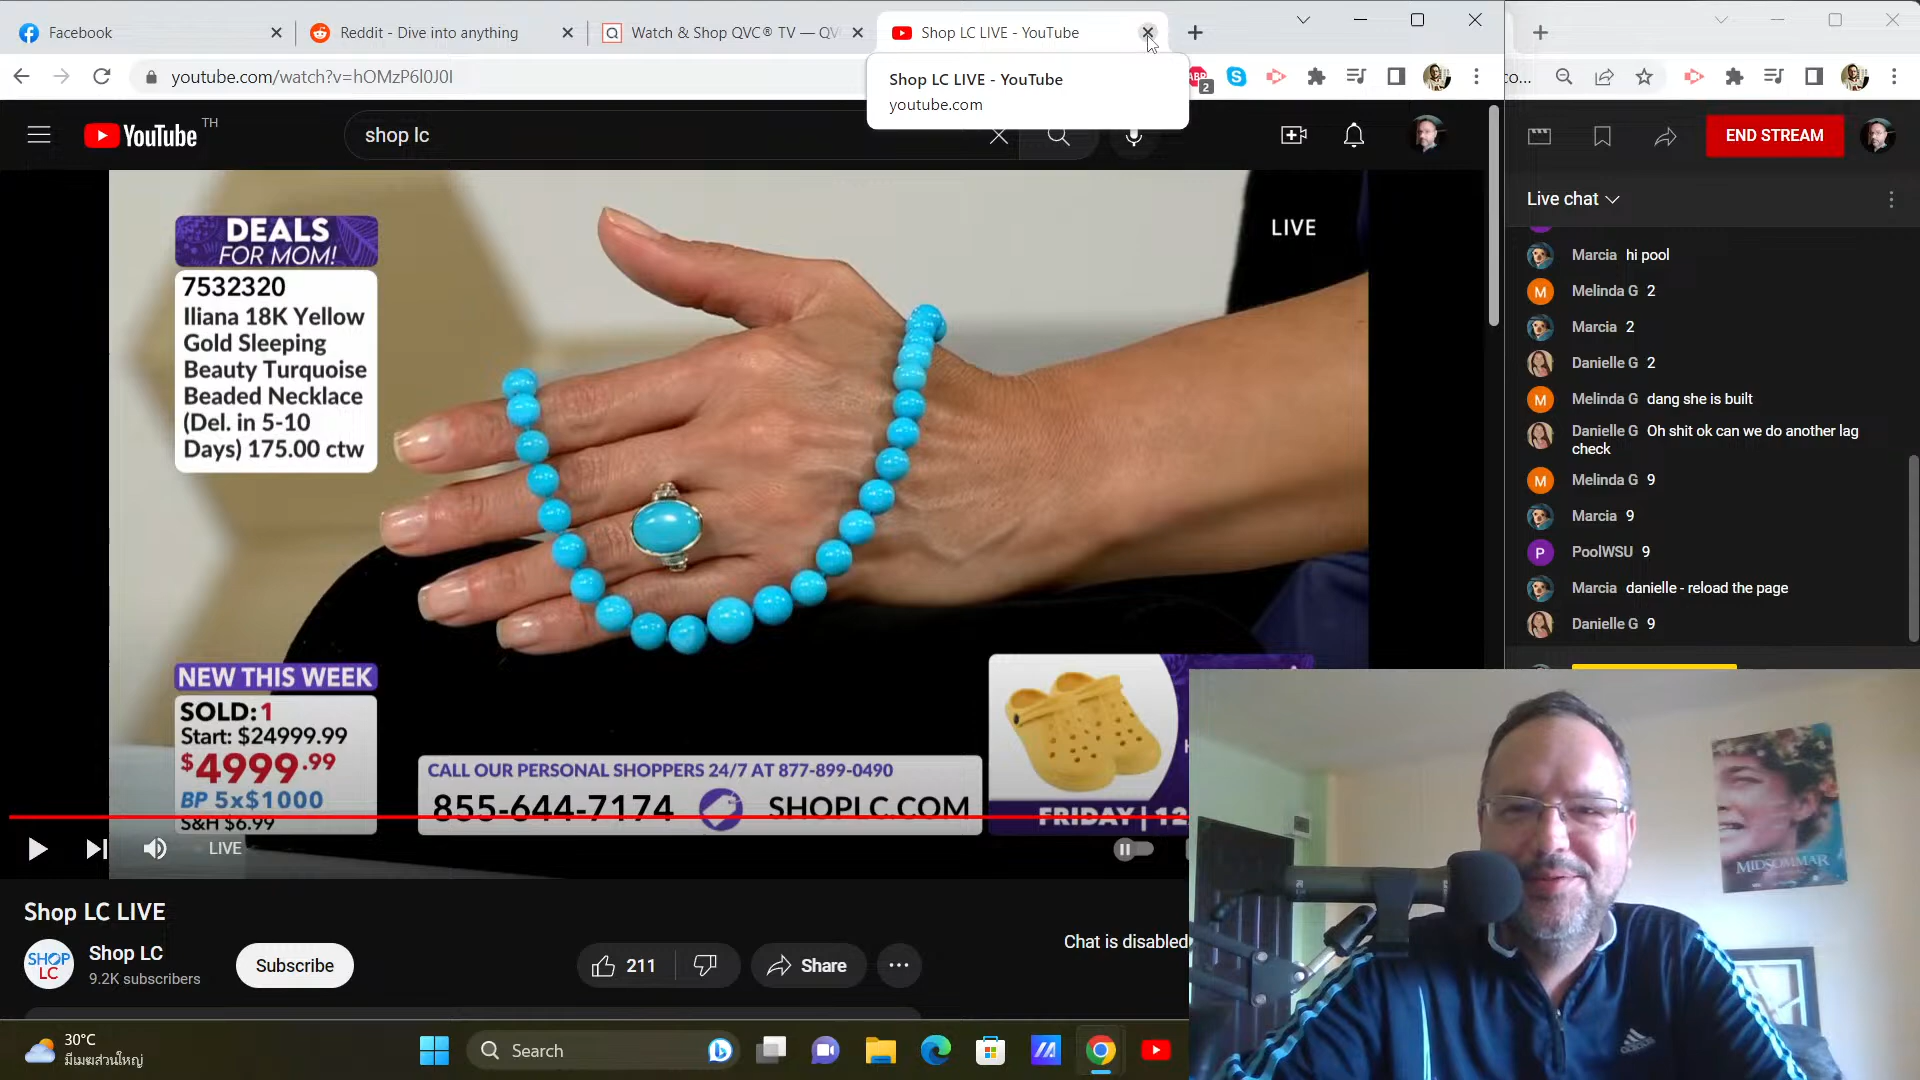 Facebook
Reddit - Dive into anything
Watch & Shop QVC® TV — QV
Shop LC LIVE - YouTube
youtube.com/watch?v=hOMzP6l0J0I
Shop LC LIVE - YouTube
youtube.com
ABP
2
co...
YouTube
TH
shop lc
END STREAM
Live chat
DEALS
FOR MOM!
7532320
Iliana 18K Yellow
Gold Sleeping
Beauty Turquoise
Beaded Necklace
(Del. in 5-10
Days) 175.00 ctw
LIVE
Marcia hi pool
M Melinda G 2
Marcia 2
Danielle G 2
M Melinda G dang she is built
Danielle G Oh shit ok can we do another lag
check
M Melinda G 9
Marcia 9
P PoolWSU 9
Marcia danielle - reload the page
Danielle G 9
NEW THIS WEEK
SOLD: 1
Start: $24999.99
$4999.99
BP 5x$1000
S&H $6.99
CALL OUR PERSONAL SHOPPERS 24/7 AT 877-899-0490
855-644-7174 SHOPLC.COM
FRIDAY | 12
LIVE
MIDSOMMAR
Shop LC LIVE
SHOP
LC
Shop LC
9.2K subscribers
Subscribe
211
Share
Chat is disabled
adidas
30°C
มีเมฆส่วนใหญ่
Search